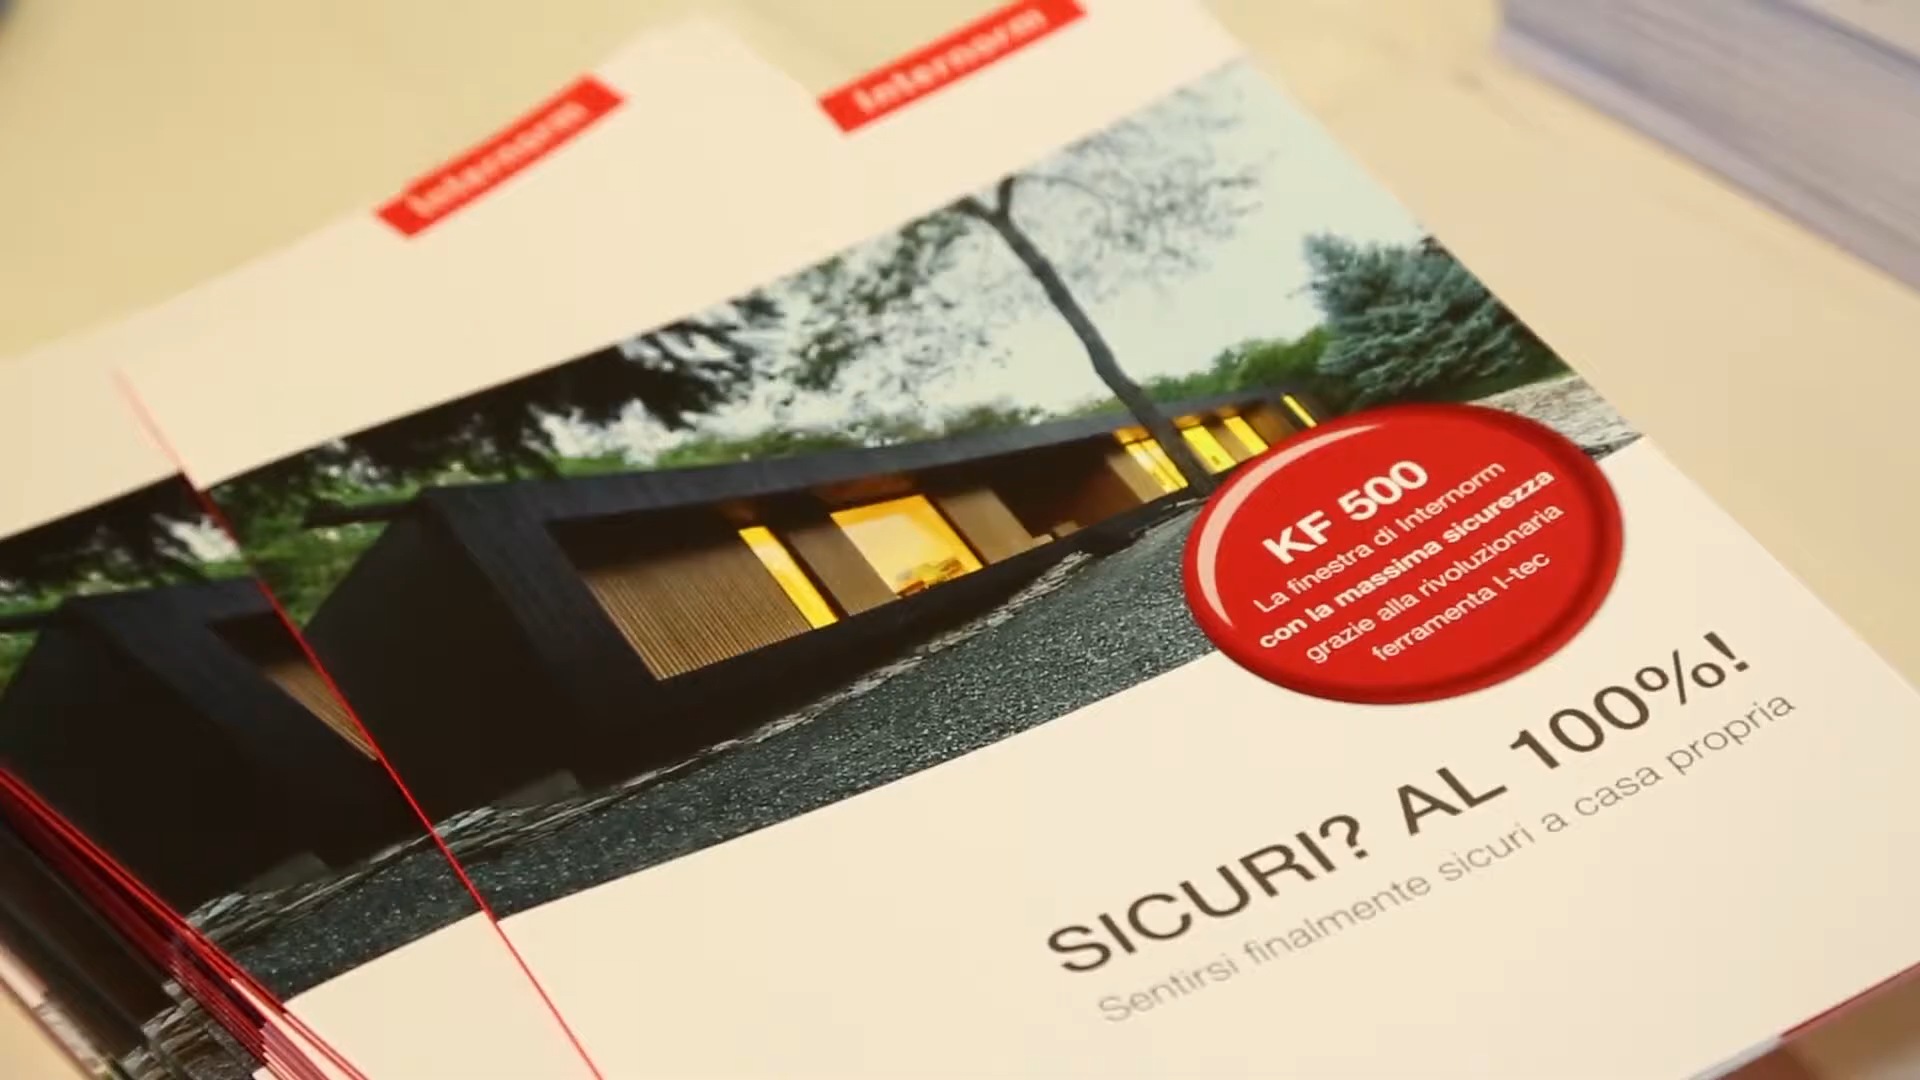 Internorm
Internorm
KF 500
La finestra di Internorm
con la massima sicurezza
grazie alla rivoluzionaria
ferramenta I-tec
SICURI? AL 100%!
Sentirsi finalmente sicuri a casa propria